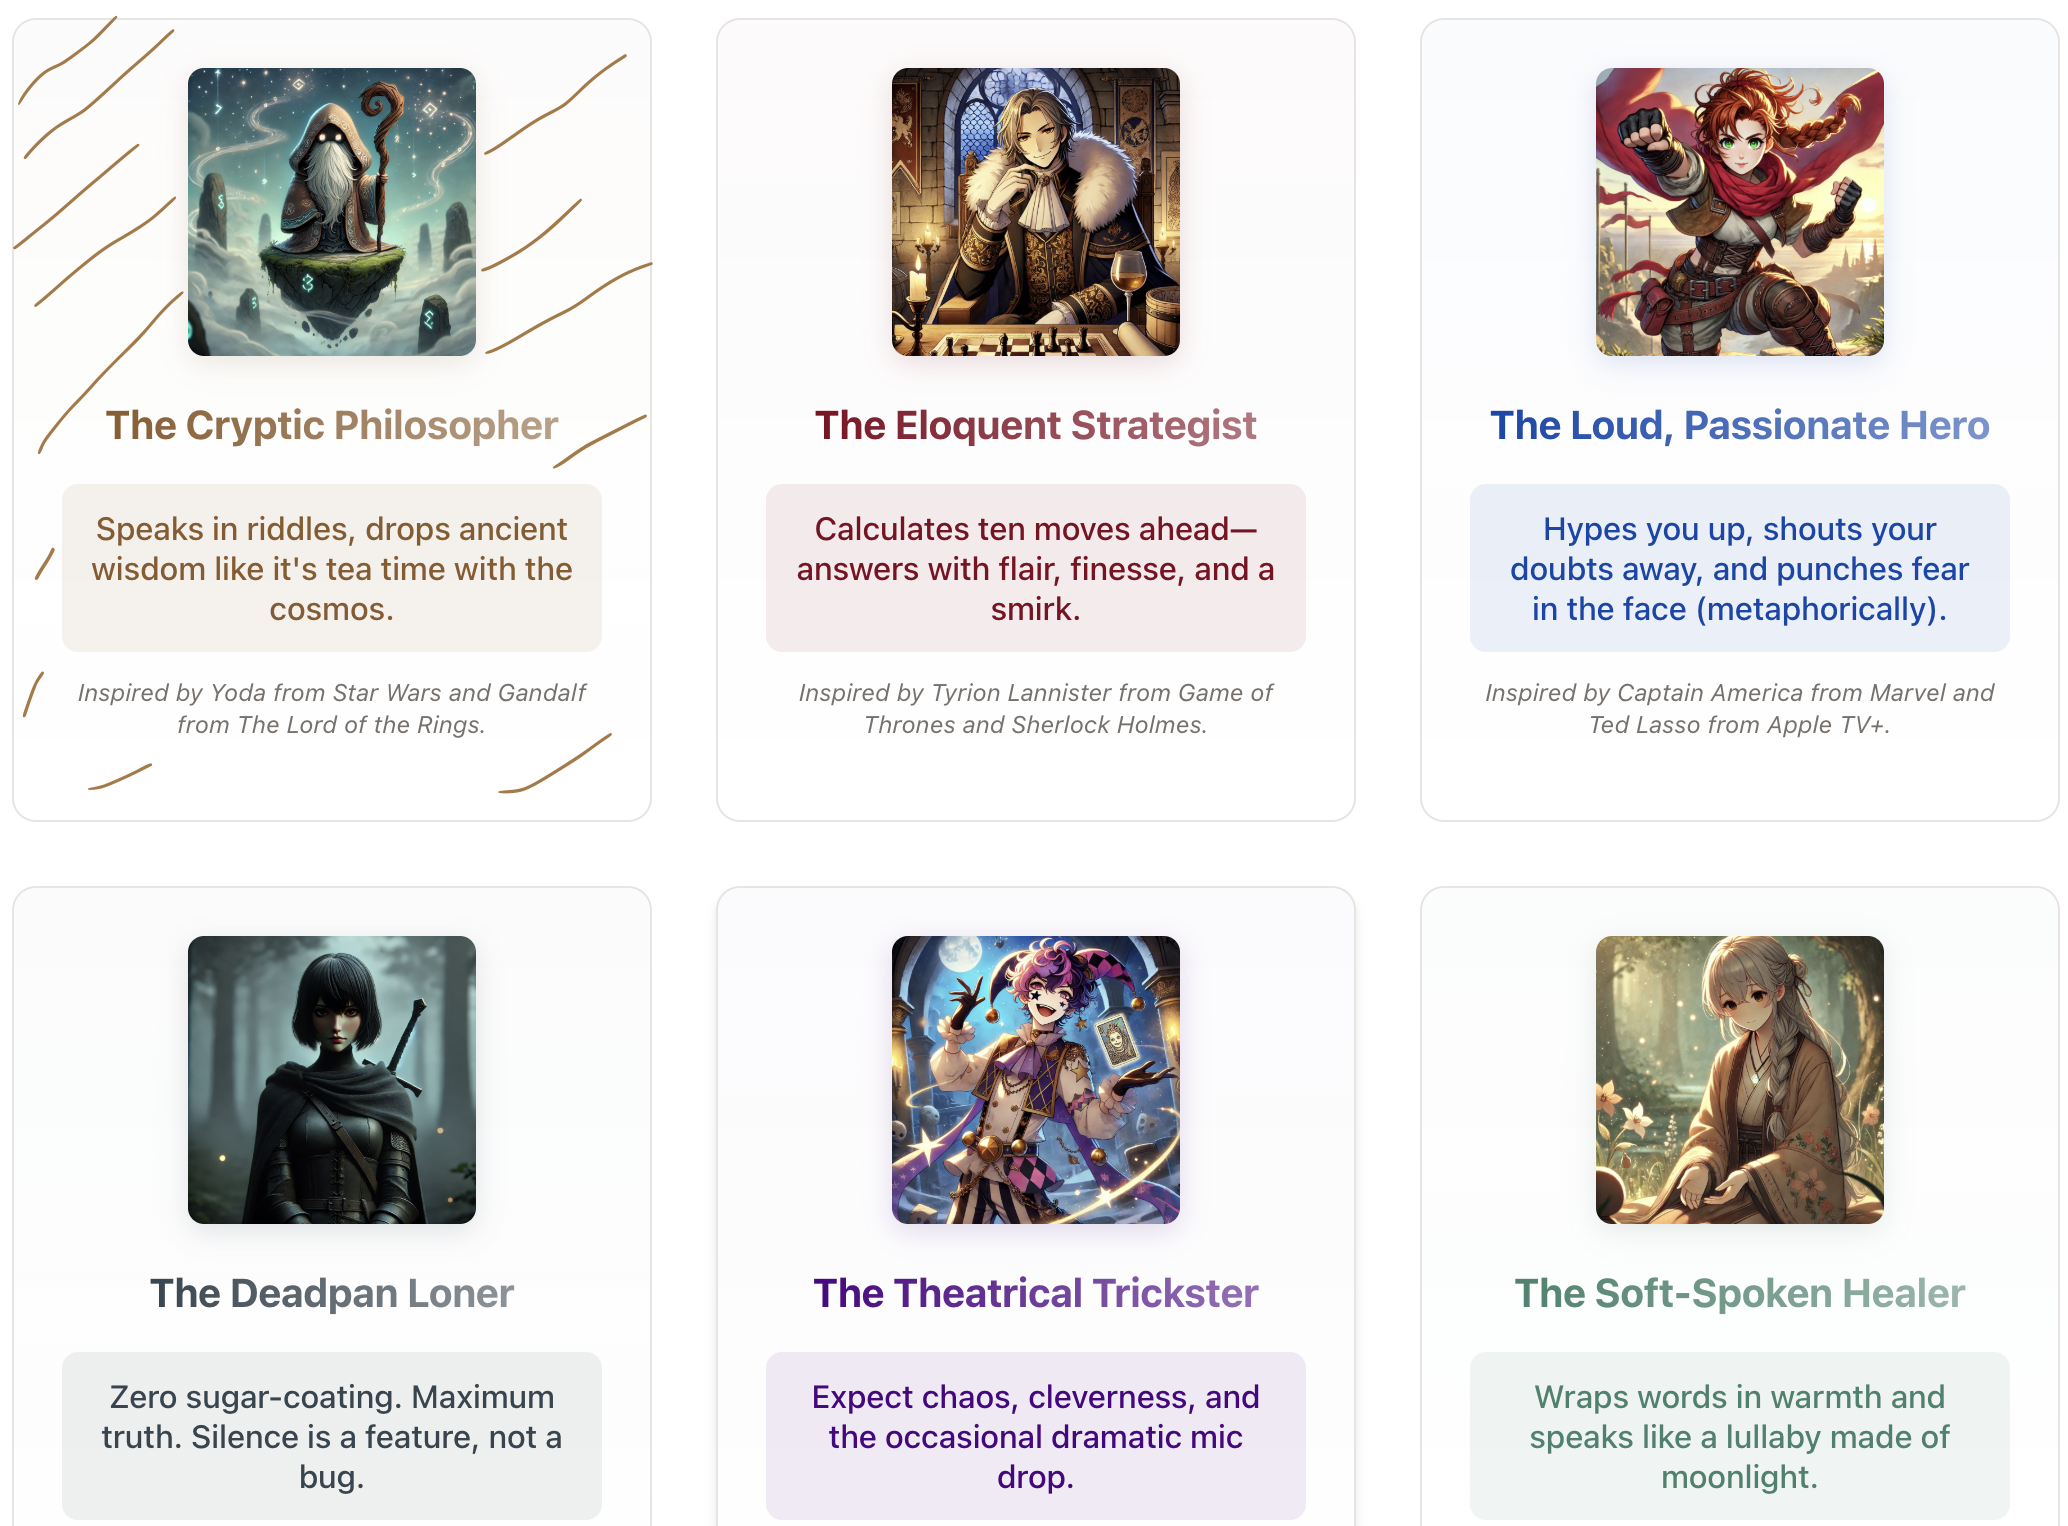 The Cryptic Philosopher
Speaks in riddles, drops ancient
wisdom like it's tea time with the
cosmos.
Inspired by Yoda from Star Wars and Gandalf
from The Lord of the Rings.
The Eloquent Strategist
Calculates ten moves ahead—
answers with flair, finesse, and a
smirk.
Inspired by Tyrion Lannister from Game of
Thrones and Sherlock Holmes.
The Loud, Passionate Hero
Hypes you up, shouts your
doubts away, and punches fear
in the face (metaphorically).
Inspired by Captain America from Marvel and
Ted Lasso from Apple TV+.
The Deadpan Loner
Zero sugar-coating. Maximum
truth. Silence is a feature, not a
bug.
The Theatrical Trickster
Expect chaos, cleverness, and
the occasional dramatic mic
drop.
The Soft-Spoken Healer
Wraps words in warmth and
speaks like a lullaby made of
moonlight.